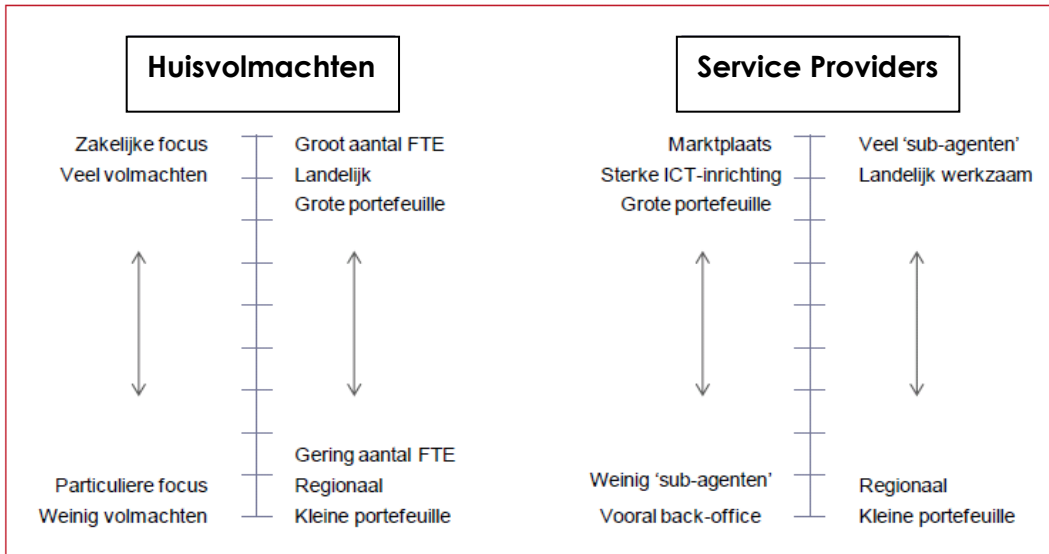 Huisvolmachten
Zakelijke focus
Veel volmachten
Groot aantal FTE
Landelijk
Grote portefeuille
Particuliere focus
Weinig volmachten
Gering aantal FTE
Regionaal
Kleine portefeuille
Service Providers
Marktplaats
Sterke ICT-inrichting
Grote portefeuille
Veel ‘sub-agenten’
Landelijk werkzaam
Weinig ‘sub-agenten’
Vooral back-office
Regionaal
Kleine portefeuille